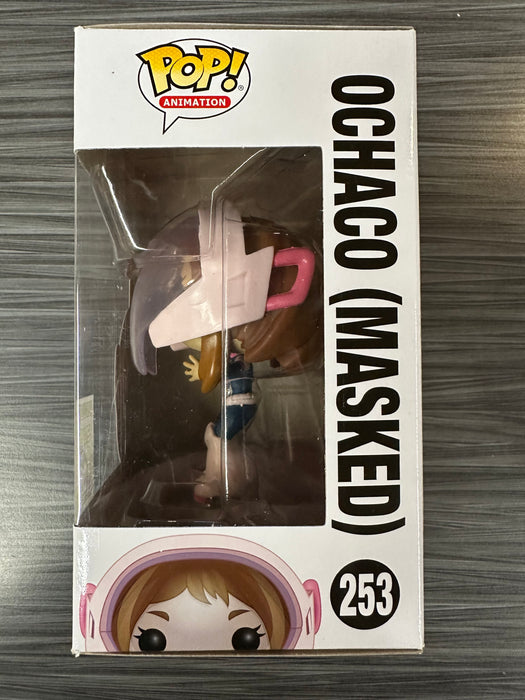 POP!
®
ANIMATION
OCHACO (MASKED)
253